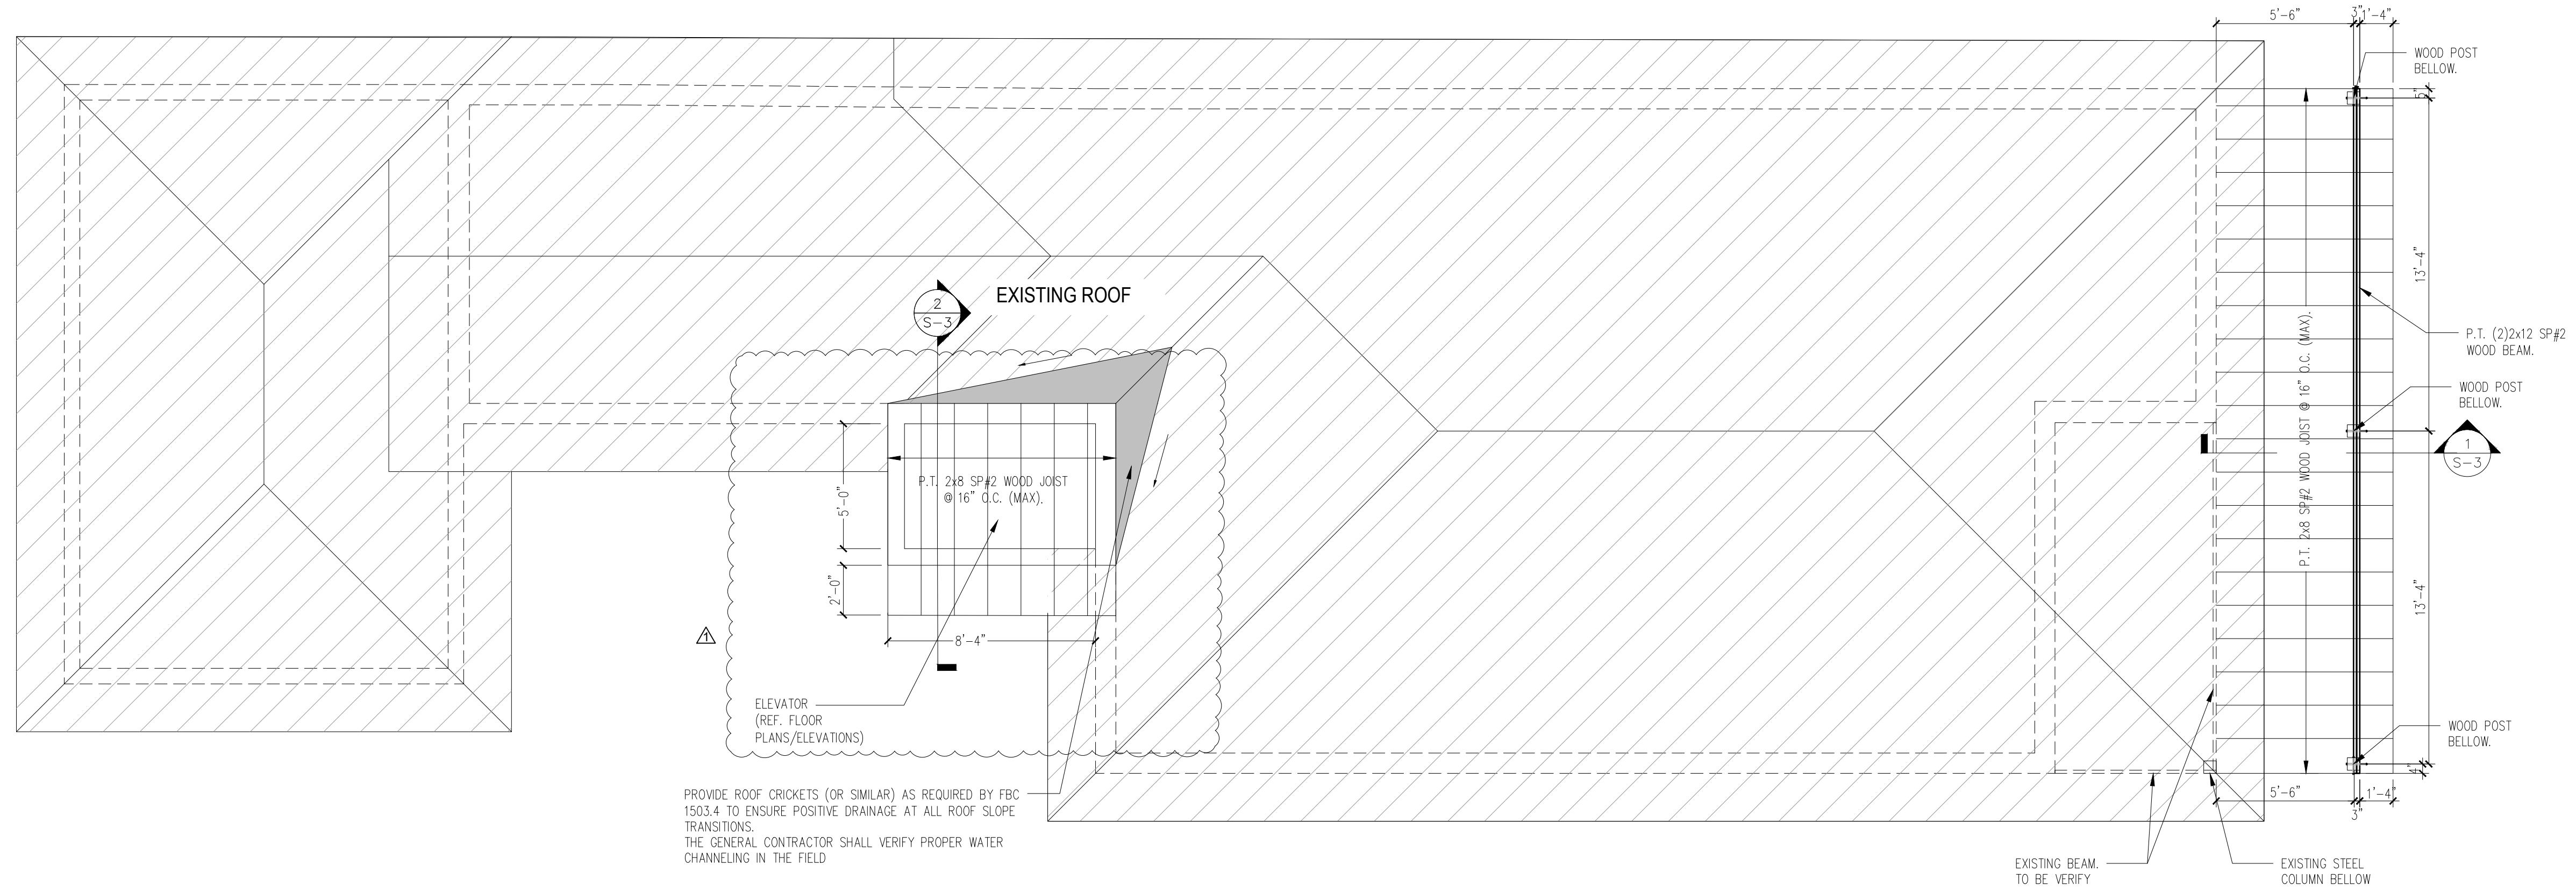 5'-6"
3"
1'-4"
WOOD POST
BELLOW.
5"
13'-4"
2
S-3
EXISTING ROOF
P.T. 2x8 SP#2 WOOD JOIST @ 16" O.C. (MAX).
P.T. (2)2x12 SP#2
WOOD BEAM.
WOOD POST
BELLOW.
1
S-3
P.T. 2x8 SP#2 WOOD JOIST
@ 16" O.C. (MAX).
5'-0"
2'-0"
13'-4"
1
8'-4"
ELEVATOR
(REF. FLOOR
PLANS/ELEVATIONS)
WOOD POST
BELLOW.
4"
5'-6"
1'-4"
3"
PROVIDE ROOF CRICKETS (OR SIMILAR) AS REQUIRED BY FBC
1503.4 TO ENSURE POSITIVE DRAINAGE AT ALL ROOF SLOPE
TRANSITIONS.
THE GENERAL CONTRACTOR SHALL VERIFY PROPER WATER
CHANNELING IN THE FIELD
EXISTING BEAM.
TO BE VERIFY
EXISTING STEEL
COLUMN BELLOW